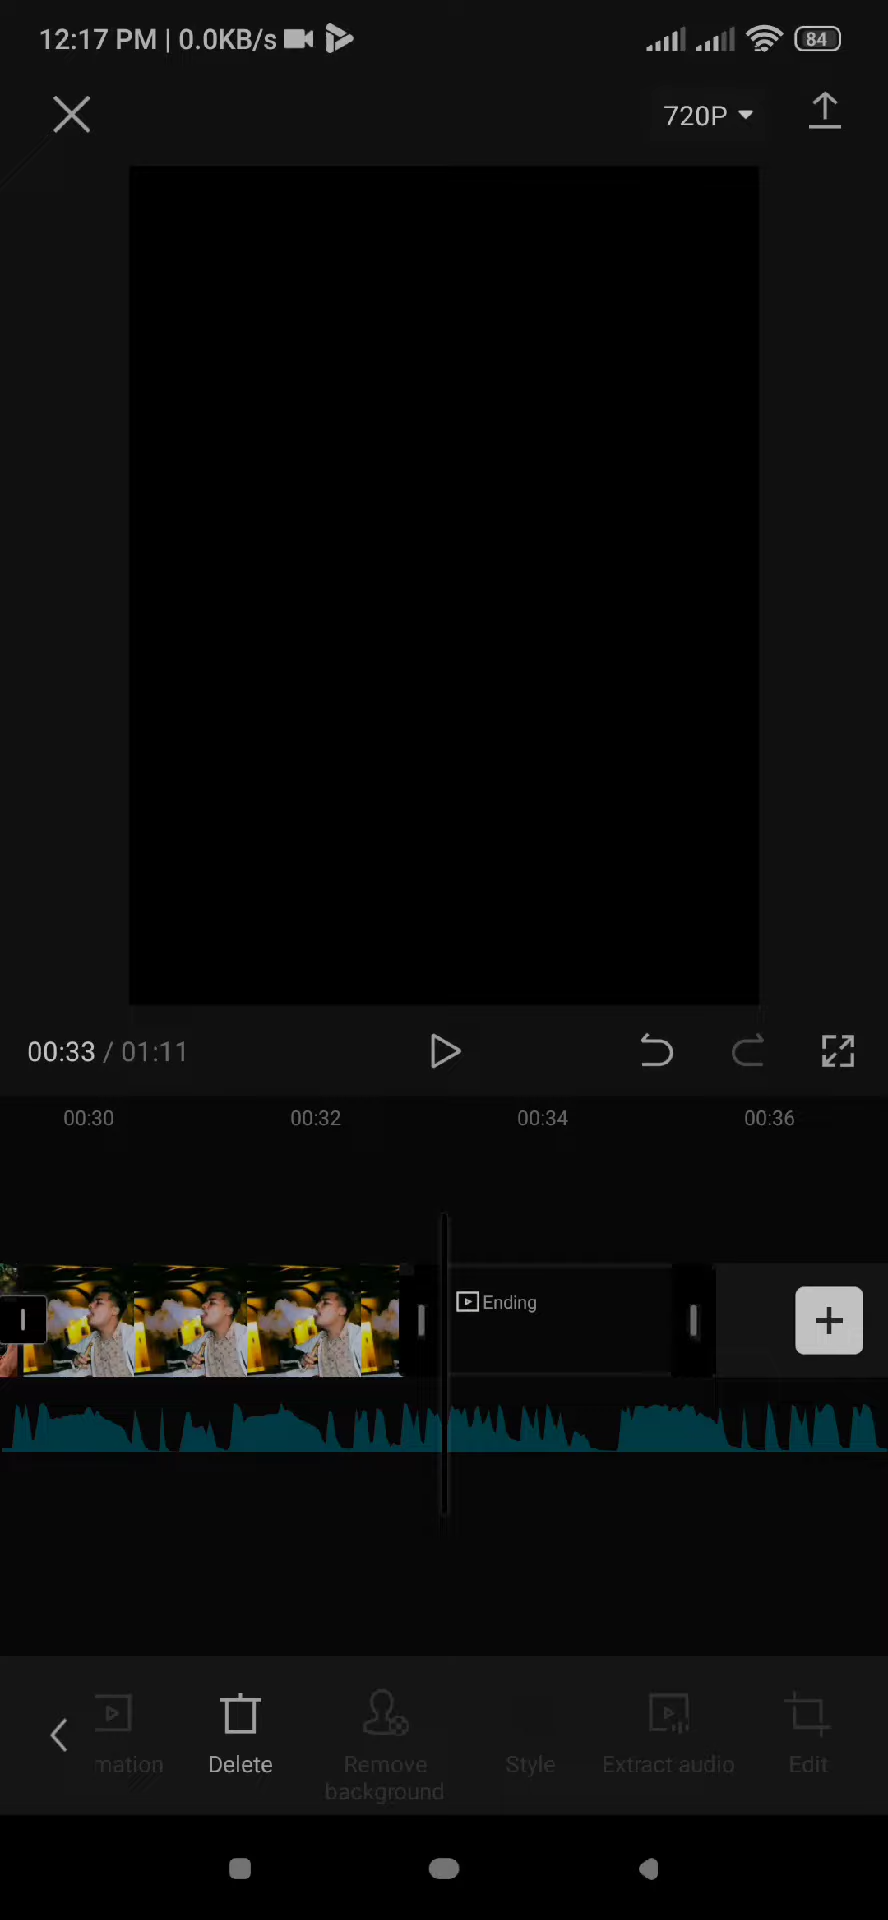 12:17 PM | 0.0KB/s 84
720P
00:33 / 01:11
00:30 00:32 00:34 00:36
Ending
mation Delete Remove background Style Extract audio Edit